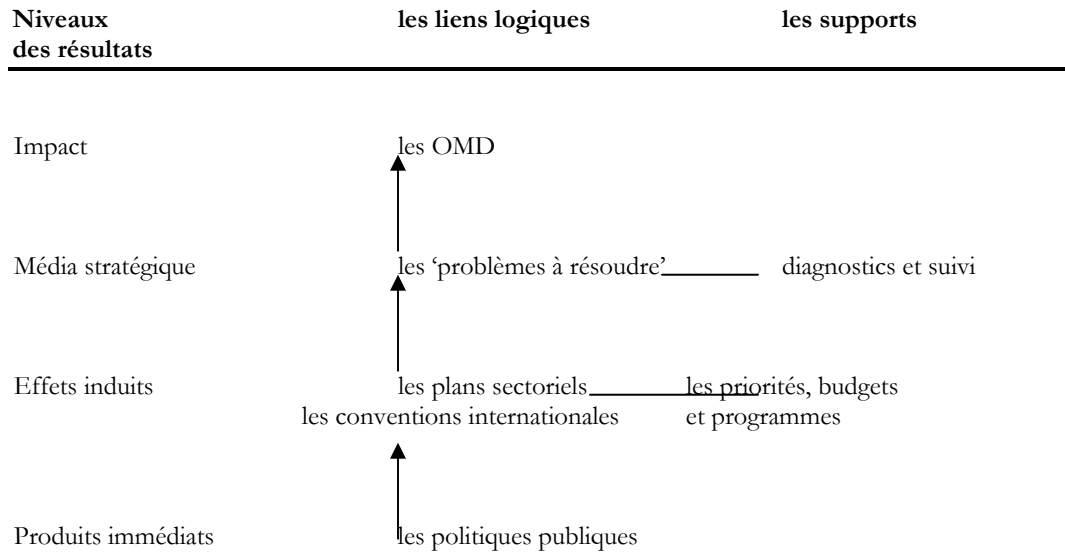 Niveaux les liens logiques les supports
des résultats
Impact les OMD
Média stratégique les ‘problèmes à résoudre’ diagnostics et suivi
Effets induits les plans sectoriels les priorités, budgets
les conventions internationales et programmes
Produits immédiats les politiques publiques